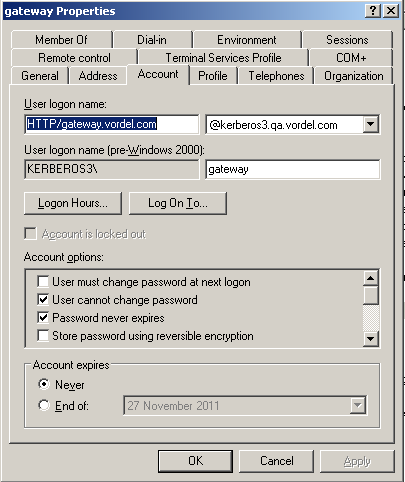 gateway Properties
Member Of Dial-in Environment Sessions
Remote control Terminal Services Profile COM+
General Address Account Profile Telephones Organization
User logon name:
HTTP/gateway.vordel.com @kerberos3.qa.vordel.com
User logon name (pre-Windows 2000):
KERBEROS3\ gateway
Logon Hours... Log On To...
Account is locked out
Account options:
User must change password at next logon
User cannot change password
Password never expires
Store password using reversible encryption
Account expires
Never
End of: 27 November 2011
OK Cancel Apply